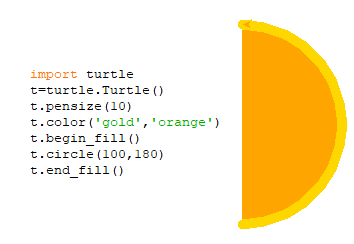 import turtle
t=turtle.Turtle()
t.pensize(10)
t.color('gold','orange')
t.begin_fill()
t.circle(100,180)
t.end_fill()